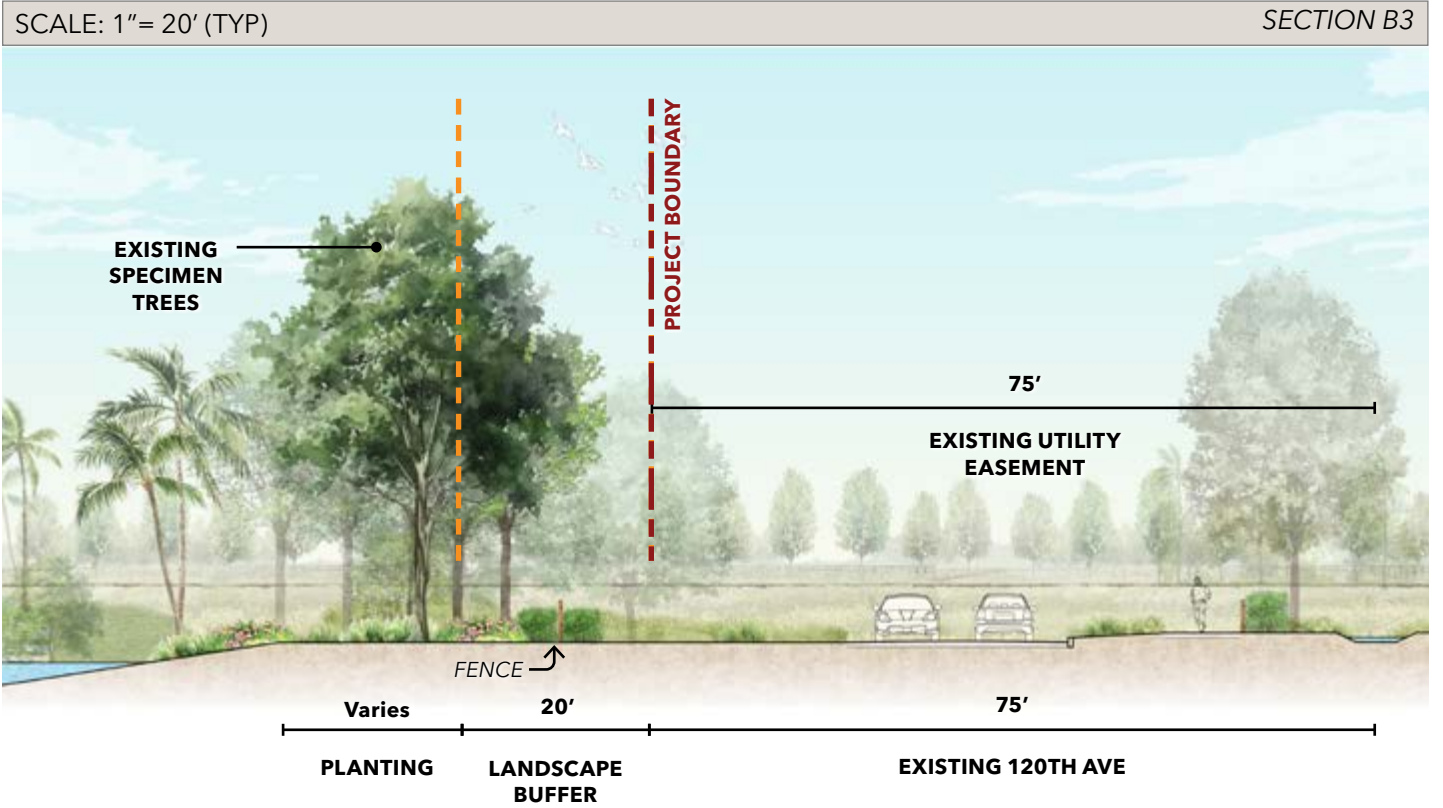 SCALE: 1”= 20’ (TYP)
SECTION B3
PROJECT BOUNDARY
EXISTING
SPECIMEN
TREES
75’
EXISTING UTILITY
EASEMENT
FENCE
Varies
20’
75’
PLANTING
LANDSCAPE
BUFFER
EXISTING 120TH AVE